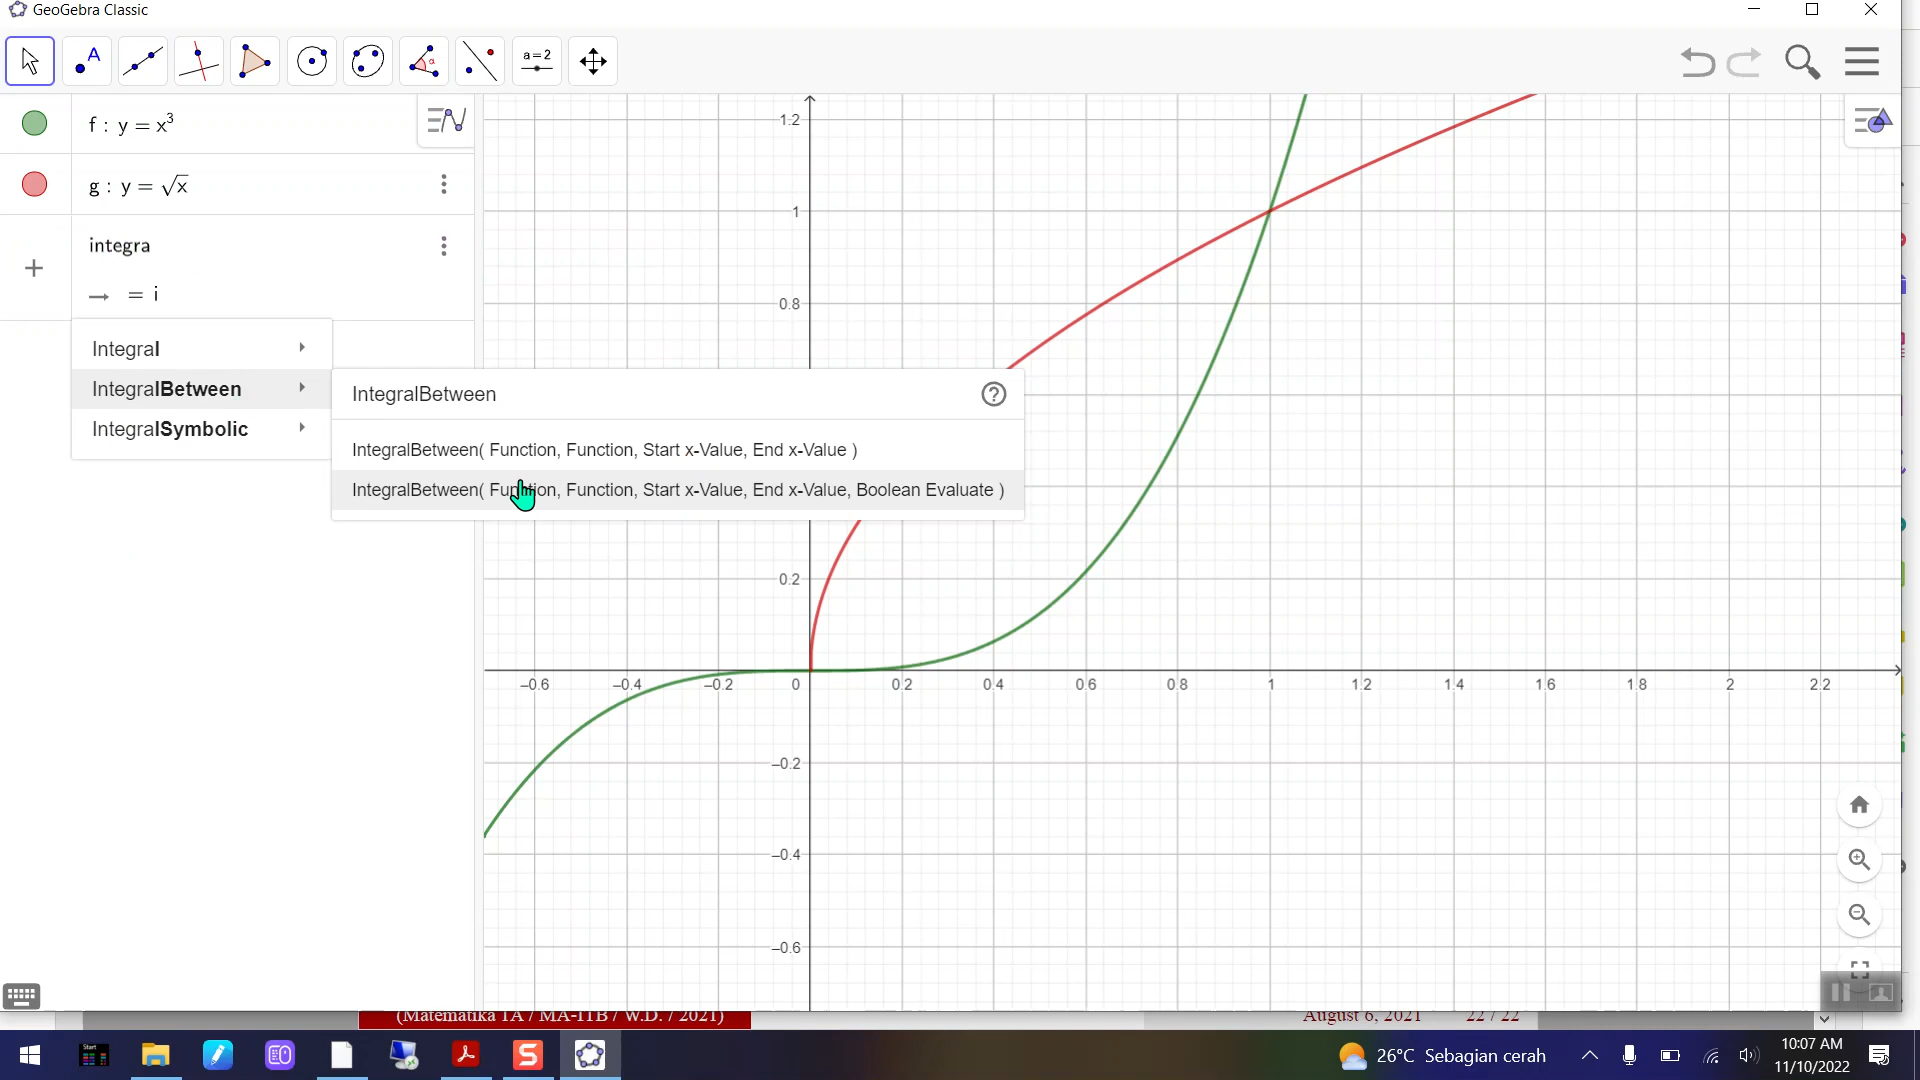 GeoGebra Classic
A
α
a=2
f : y = x³
g : y = √x
integra
→ = i
Integral
IntegralBetween
IntegralSymbolic
IntegralBetween
?
IntegralBetween( Function, Function, Start x-Value, End x-Value )
IntegralBetween( Function, Function, Start x-Value, End x-Value, Boolean Evaluate )
1.2
1
0.8
0.2
–0.6 –0.4 –0.2 0 0.2 0.4 0.6 0.8 1 1.2 1.4 1.6 1.8 2 2.2
–0.2
–0.4
–0.6
(Matematika 1A / MA-ITB / W.D. / 2021) August 6, 2021 22 / 22
Start
S
26°C Sebagian cerah
10:07 AM
11/10/2022